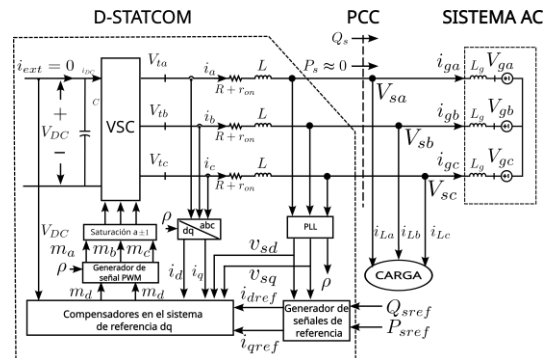 D-STATCOM PCC SISTEMA AC
Q_s
i_ext = 0 i_DC V_ta i_a L P_s ≈ 0 i_ga L_g V_ga
R + r_on V_sa
C
+ V_DC − VSC V_tb i_b L i_gb L_g V_gb
R + r_on V_sb
V_tc i_c L i_gc L_g V_gc
R + r_on V_sc
V_DC Saturación a ±1 ρ dq abc PLL i_La i_Lb i_Lc
m_a m_b m_c
ρ Generador de señal PWM i_d i_q v_sd v_sq ρ CARGA
m_d m_d i_dref
Compensadores en el sistema de referencia dq Generador de señales de referencia Q_sref
i_qref P_sref